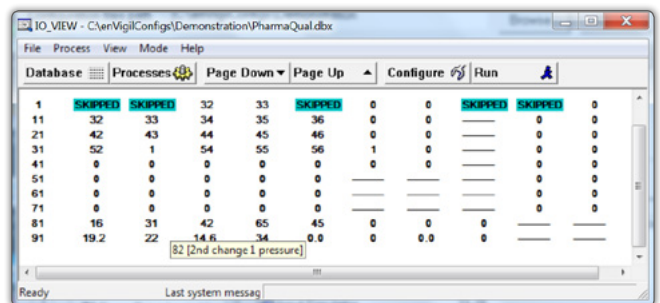 IO_VIEW - C:\enVigilConfigs\Demonstration\PharmaQual.dbx
File Process View Mode Help
Database Processes Page Down Page Up Configure Run
1 SKIPPED SKIPPED 32 33 SKIPPED 0 0 SKIPPED SKIPPED 0
11 32 33 34 35 36 0 0 0 0
21 42 43 44 45 46 0 0 0 0
31 52 1 54 55 56 1 0 0 0
41 0 0 0 0 0 0 0 0 0
51 0 0 0 0 0 0 0
61 0 0 0 0 0 0 0
71 0 0 0 0 0 0 0
81 16 31 42 65 45 0 0 0
91 19.2 22 14.6 34 0.0 0 0.0 0
82 [2nd change 1 pressure]
Ready Last system messag